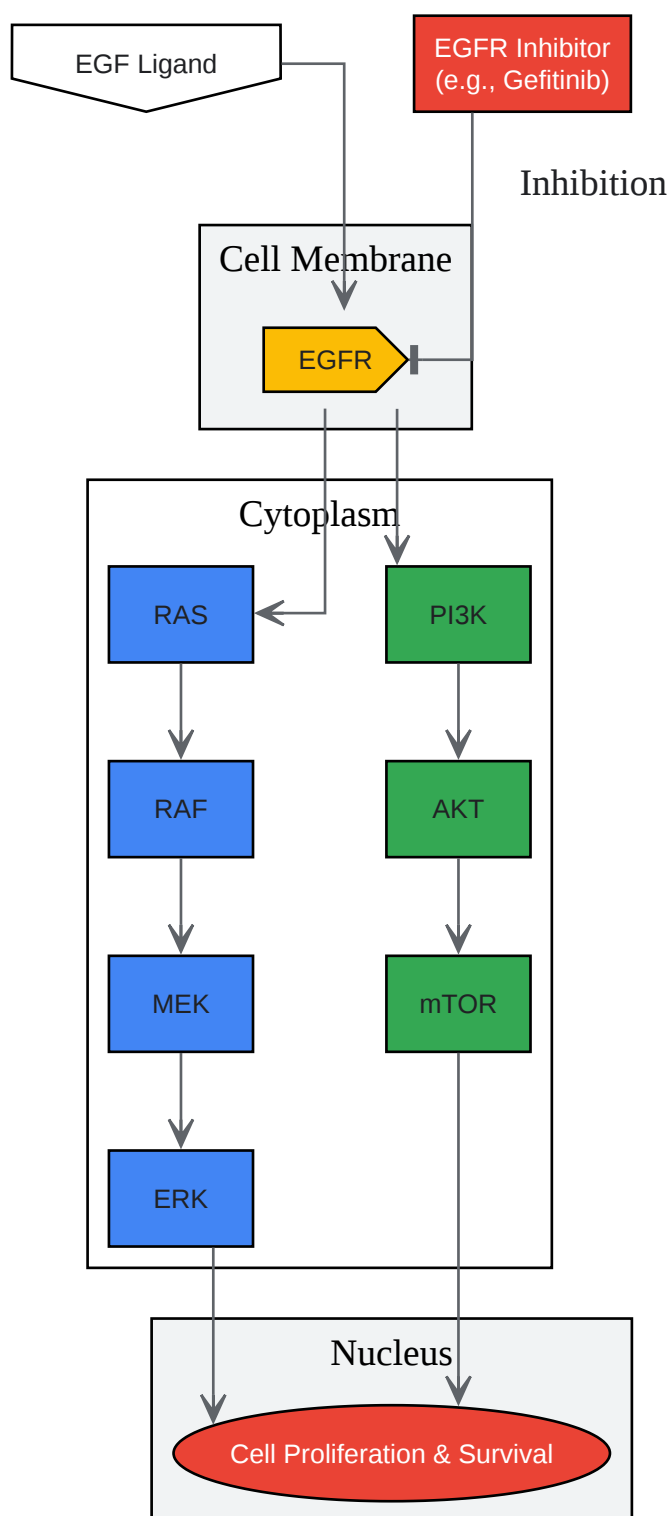 EGF Ligand
EGFR Inhibitor
(e.g., Gefitinib)
Inhibition
Cell Membrane
EGFR
Cytoplasm
RAS
PI3K
RAF
AKT
MEK
mTOR
ERK
Nucleus
Cell Proliferation & Survival